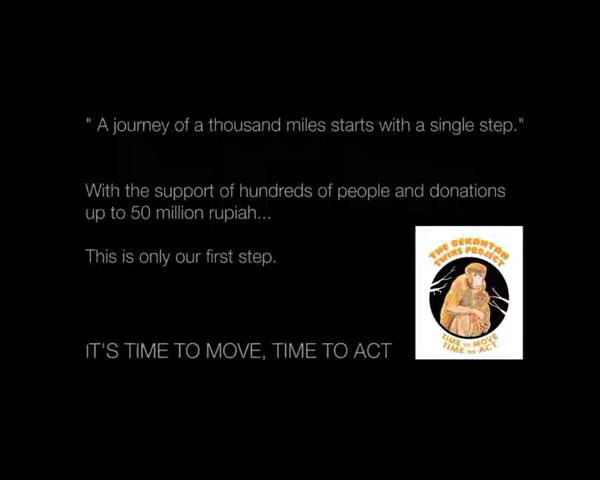 " A journey of a thousand miles starts with a single step."
With the support of hundreds of people and donations
up to 50 million rupiah...
This is only our first step.
IT'S TIME TO MOVE, TIME TO ACT
THE BEKANTAN
TWINS PROJECT
TIME TO MOVE
TIME TO ACT